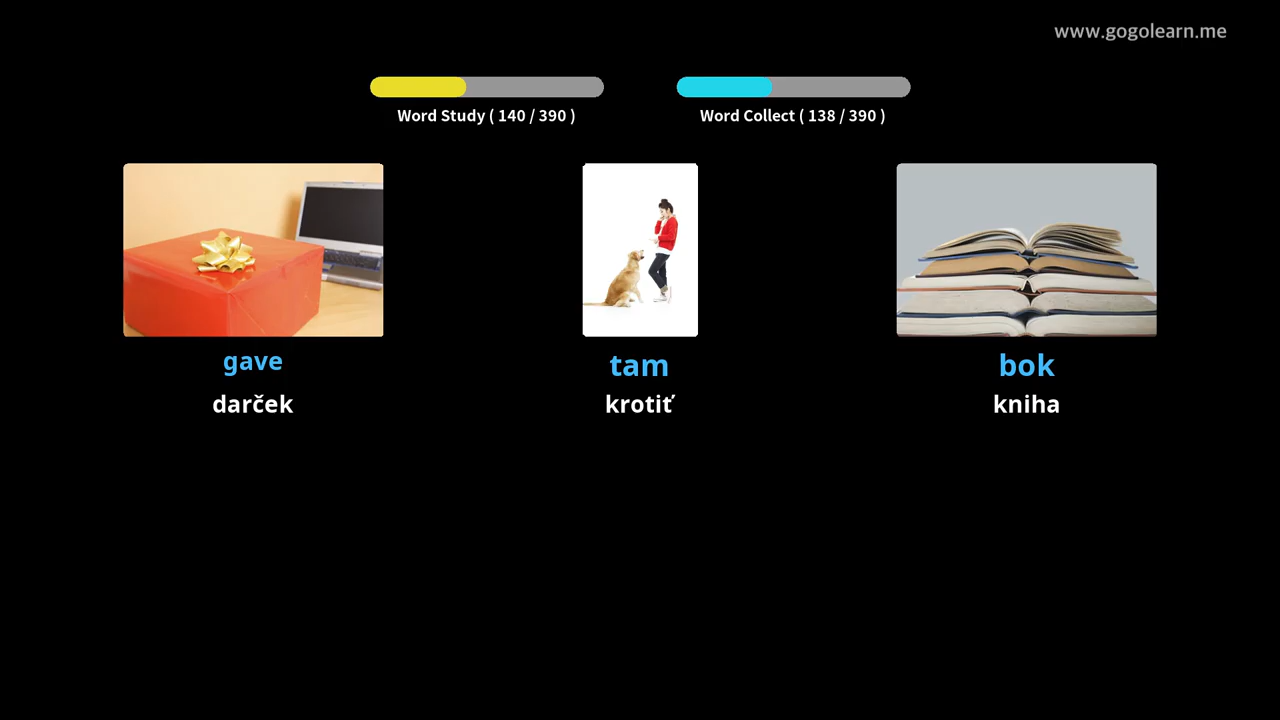 www.gogolearn.me
Word Study ( 140 / 390 )
Word Collect ( 138 / 390 )
gave
tam
bok
darček
krotiť
kniha